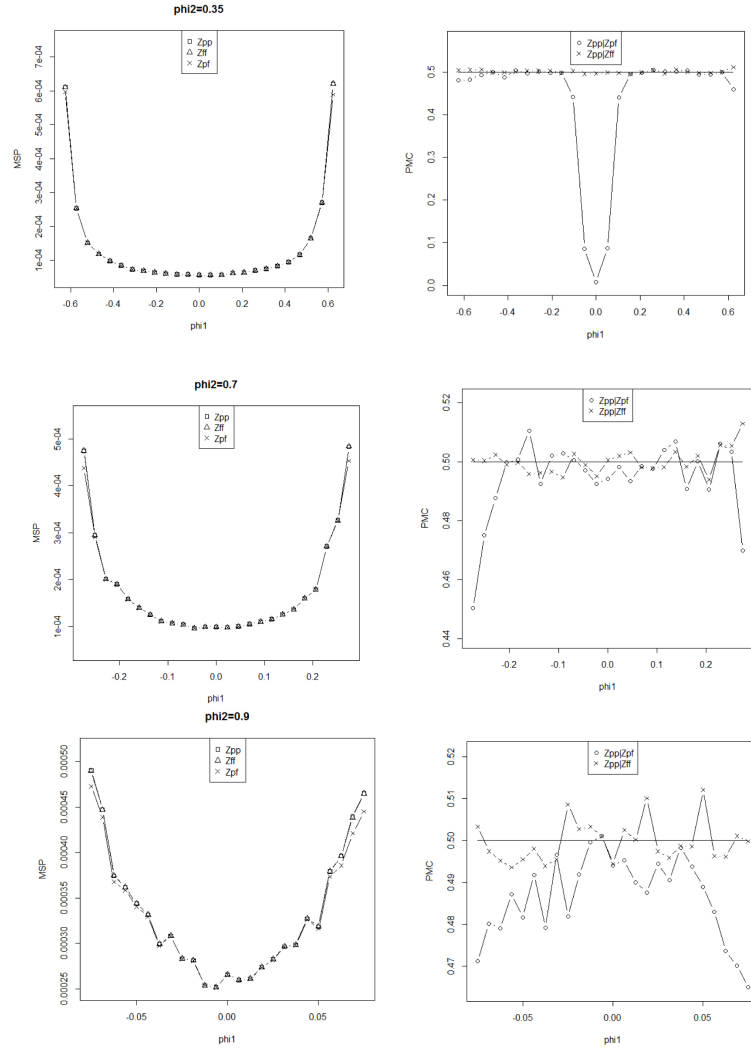 phi2=0.35
Zpp
Zff
Zpf
MSP
7e-04
6e-04
5e-04
4e-04
3e-04
2e-04
1e-04
-0.6 -0.4 -0.2 0.0 0.2 0.4 0.6
phi1
Zpp|Zpf
Zpp|Zff
PMC
0.5
0.4
0.3
0.2
0.1
0.0
-0.6 -0.4 -0.2 0.0 0.2 0.4 0.6
phi1
phi2=0.7
Zpp
Zff
Zpf
MSP
5e-04
4e-04
3e-04
2e-04
1e-04
-0.2 -0.1 0.0 0.1 0.2
phi1
Zpp|Zpf
Zpp|Zff
PMC
0.52
0.50
0.48
0.46
0.44
-0.2 -0.1 0.0 0.1 0.2
phi1
phi2=0.9
Zpp
Zff
Zpf
MSP
0.00050
0.00045
0.00040
0.00035
0.00030
0.00025
-0.05 0.00 0.05
phi1
Zpp|Zpf
Zpp|Zff
PMC
0.52
0.51
0.50
0.49
0.48
0.47
-0.05 0.00 0.05
phi1